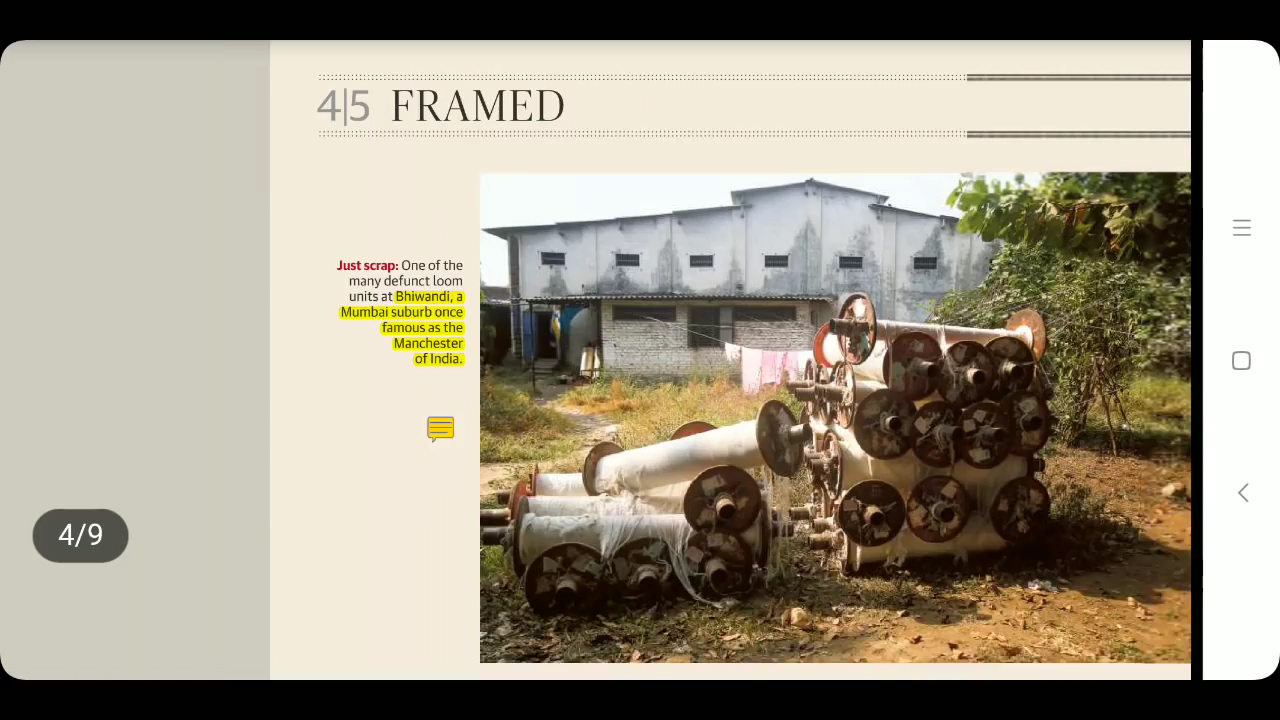 4|5 FRAMED
Just scrap: One of the
many defunct loom
units at Bhiwandi, a
Mumbai suburb once
famous as the
Manchester
of India.
4/9